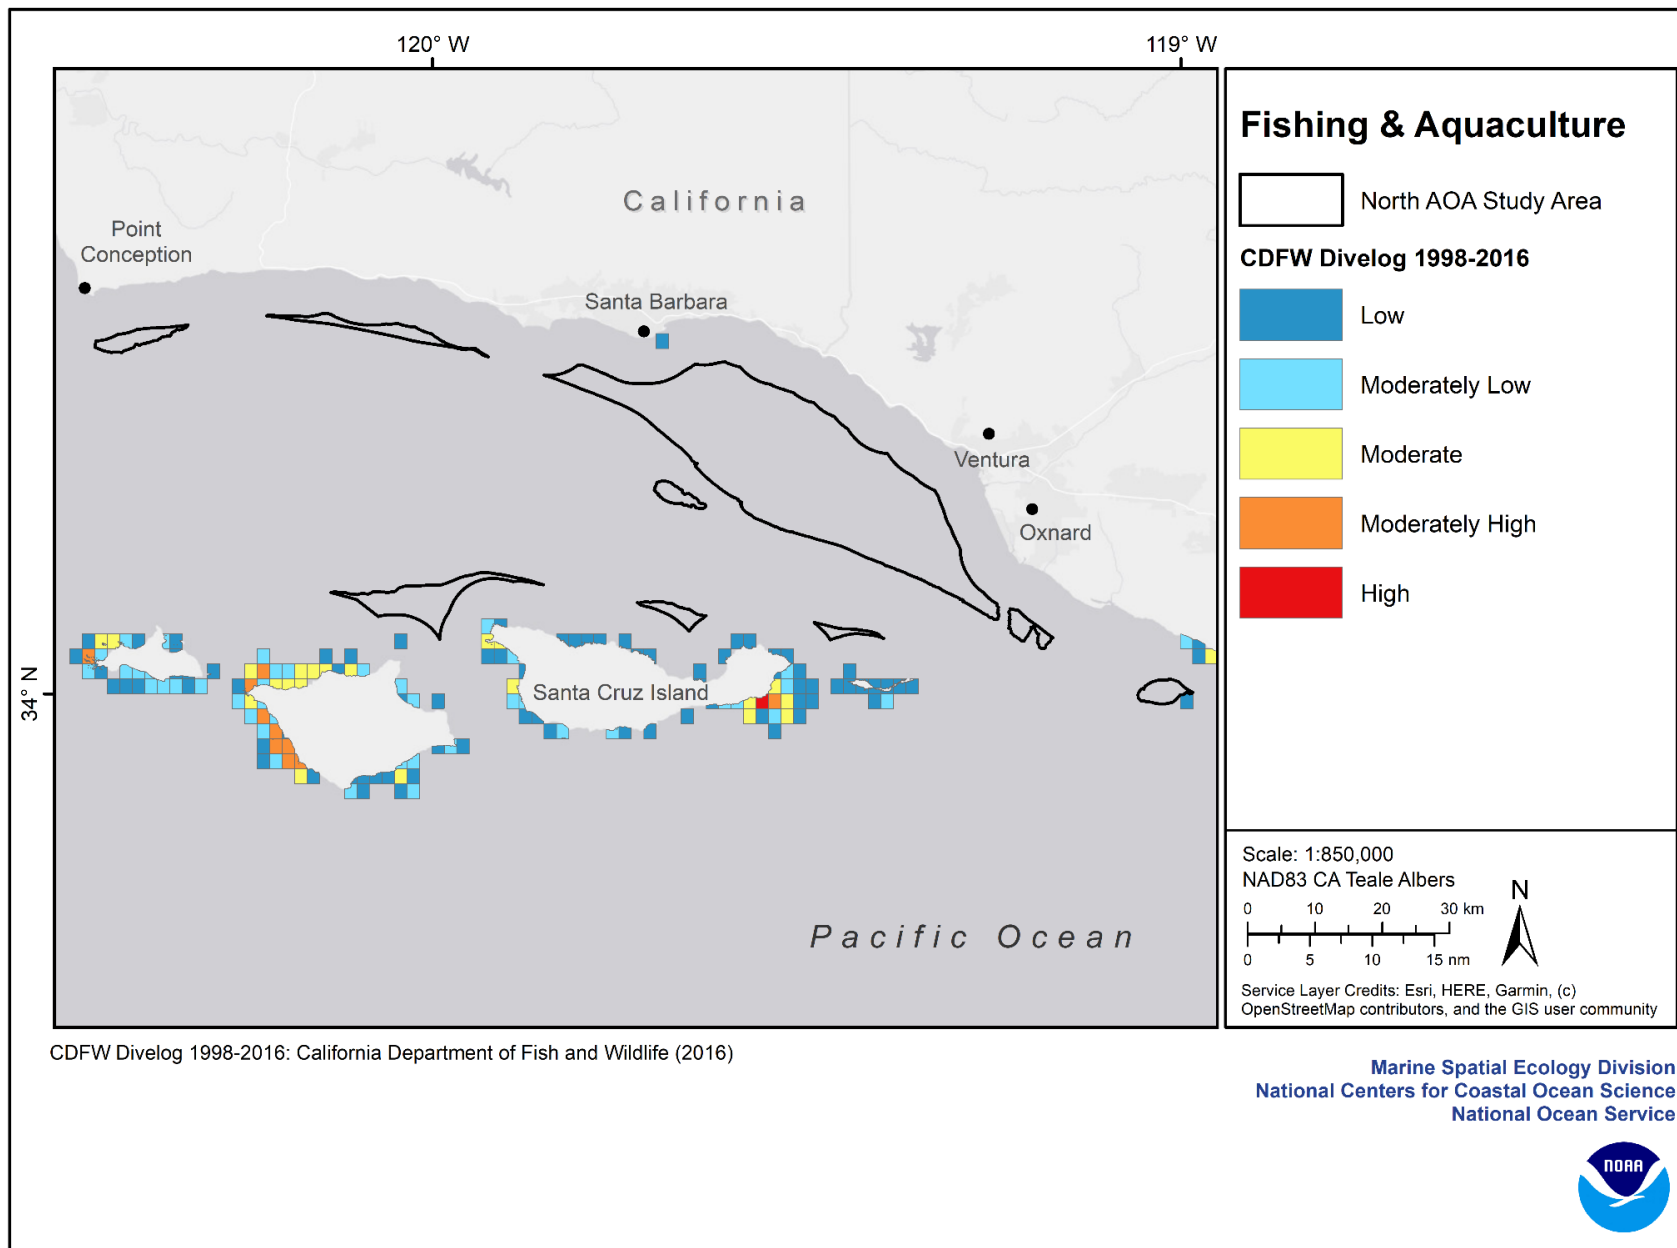 120° W
119° W
Point
Conception
California
Santa Barbara
Ventura
Oxnard
34° N
Santa Cruz Island
Pacific Ocean
Fishing & Aquaculture
North AOA Study Area
CDFW Divelog 1998-2016
Low
Moderately Low
Moderate
Moderately High
High
Scale: 1:850,000
NAD83 CA Teale Albers
0 10 20 30 km
0 5 10 15 nm
N
Service Layer Credits: Esri, HERE, Garmin, (c)
OpenStreetMap contributors, and the GIS user community
CDFW Divelog 1998-2016: California Department of Fish and Wildlife (2016)
Marine Spatial Ecology Division
National Centers for Coastal Ocean Science
National Ocean Service
NOAA